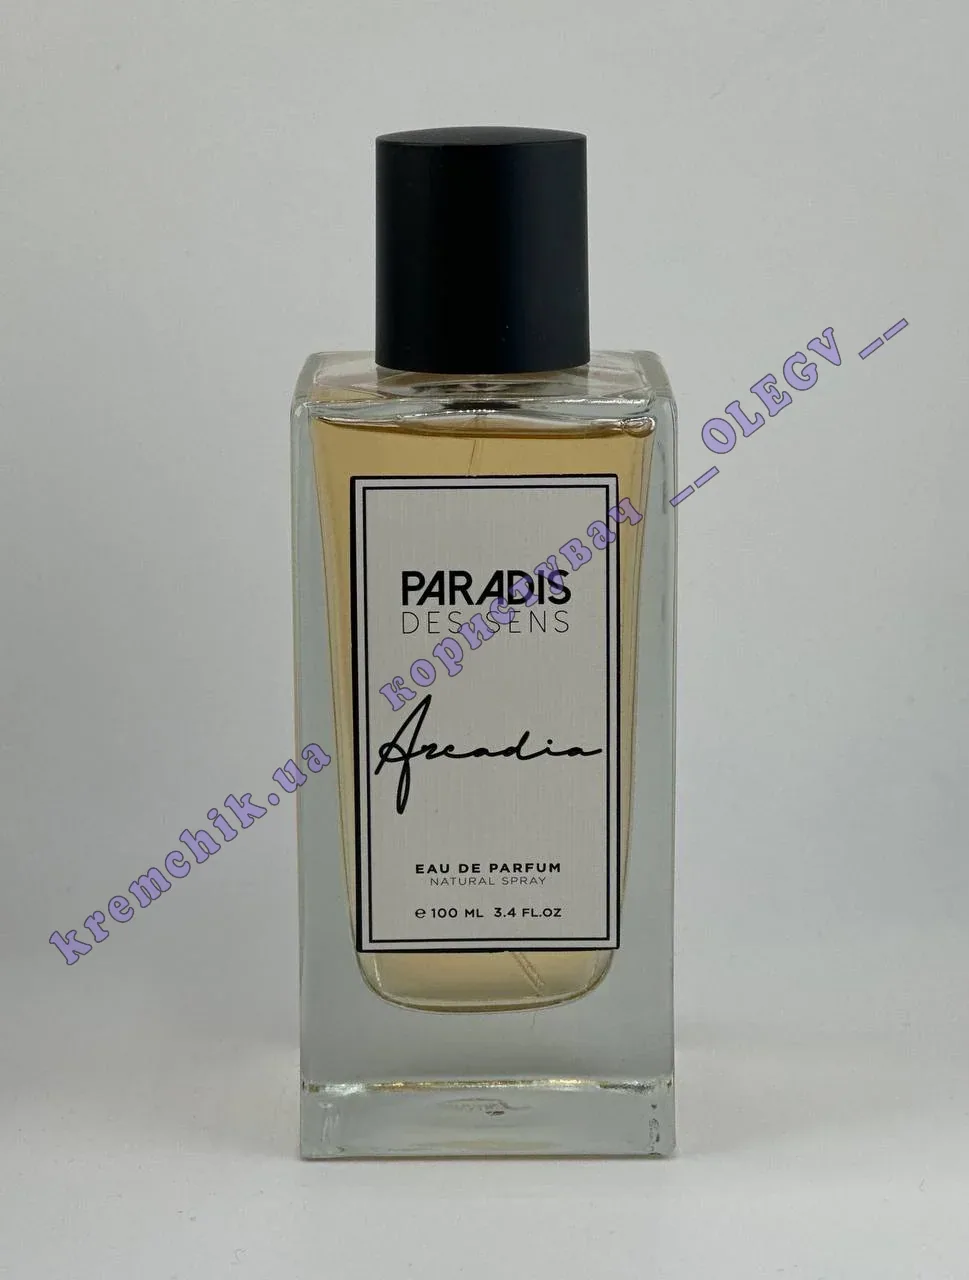 PARADIS
DES SENS
Arcadia
EAU DE PARFUM
NATURAL SPRAY
e 100 ML 3.4 FL.OZ
kremchik.ua користувач __OLEGV__